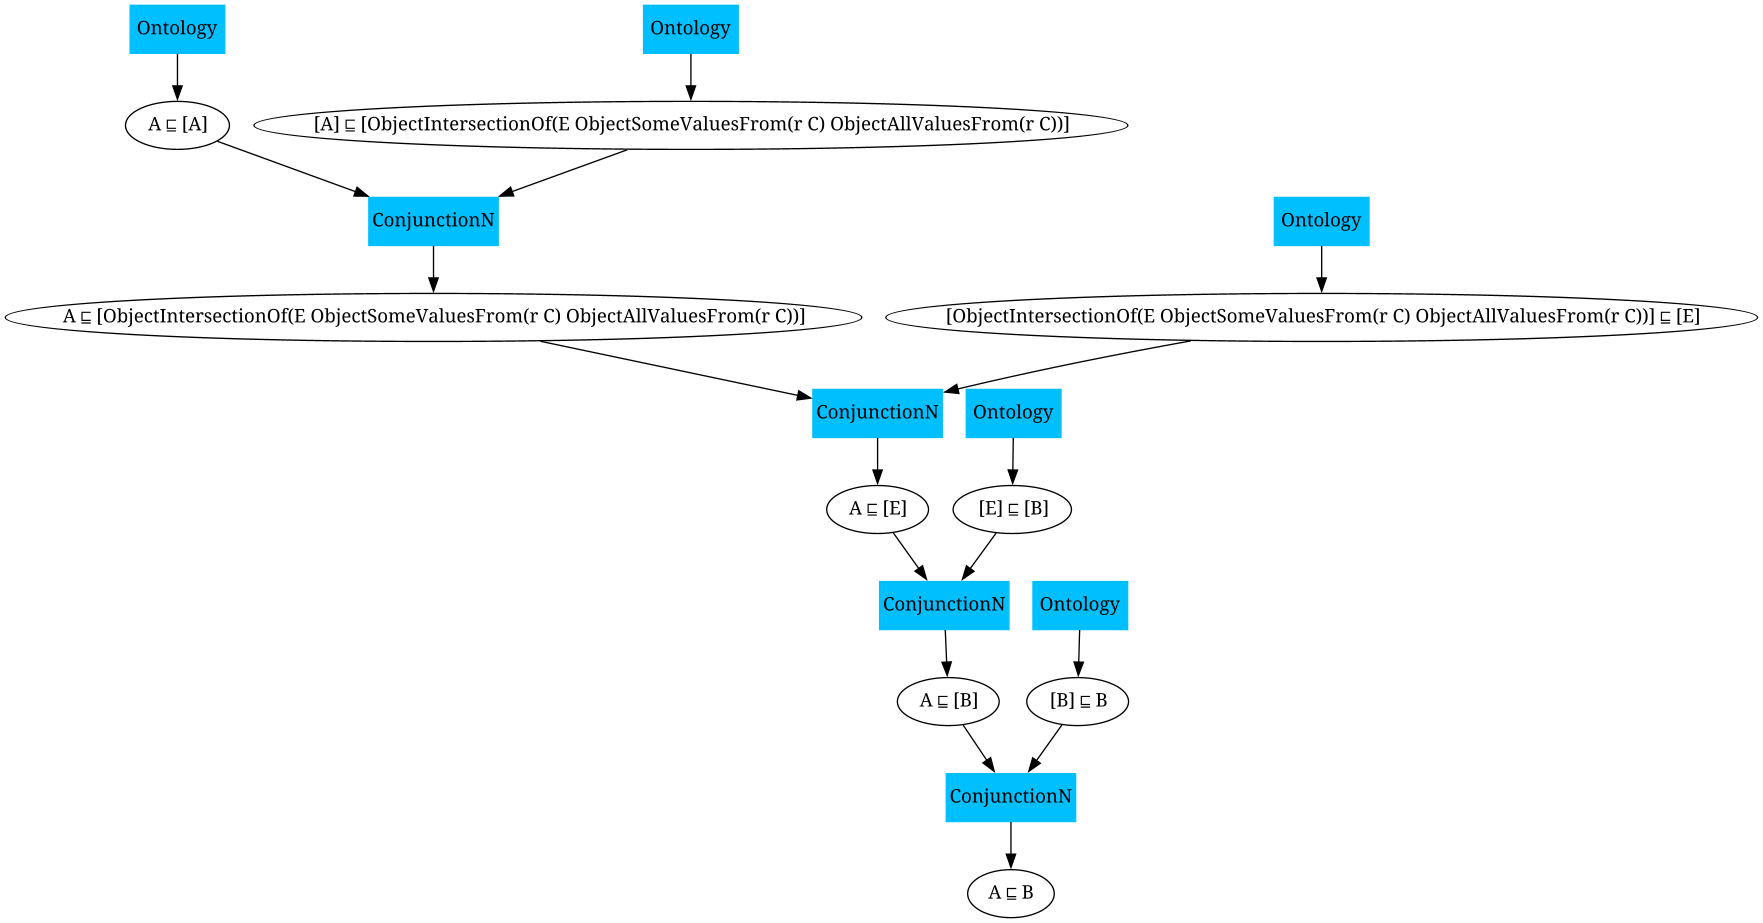 Ontology
Ontology
A ⊑ [A]
[A] ⊑ [ObjectIntersectionOf(E ObjectSomeValuesFrom(r C) ObjectAllValuesFrom(r C))]
ConjunctionN
Ontology
A ⊑ [ObjectIntersectionOf(E ObjectSomeValuesFrom(r C) ObjectAllValuesFrom(r C))]
[ObjectIntersectionOf(E ObjectSomeValuesFrom(r C) ObjectAllValuesFrom(r C))] ⊑ [E]
ConjunctionN
Ontology
A ⊑ [E]
[E] ⊑ [B]
ConjunctionN
Ontology
A ⊑ [B]
[B] ⊑ B
ConjunctionN
A ⊑ B